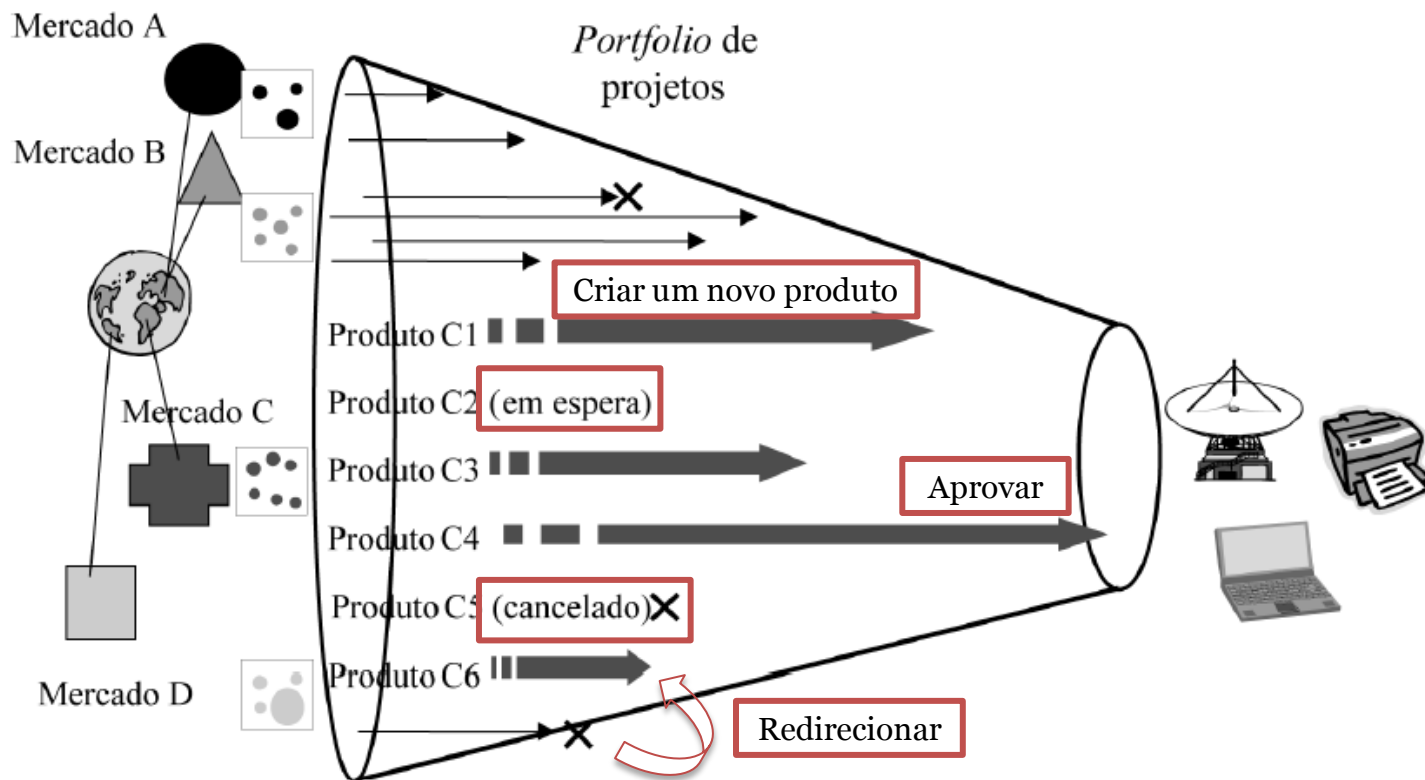 Mercado A
Portfolio de
projetos
Mercado B
Criar um novo produto
Produto C1
Produto C2 (em espera)
Mercado C
Produto C3
Aprovar
Produto C4
Produto C5 (cancelado)
Produto C6
Mercado D
Redirecionar